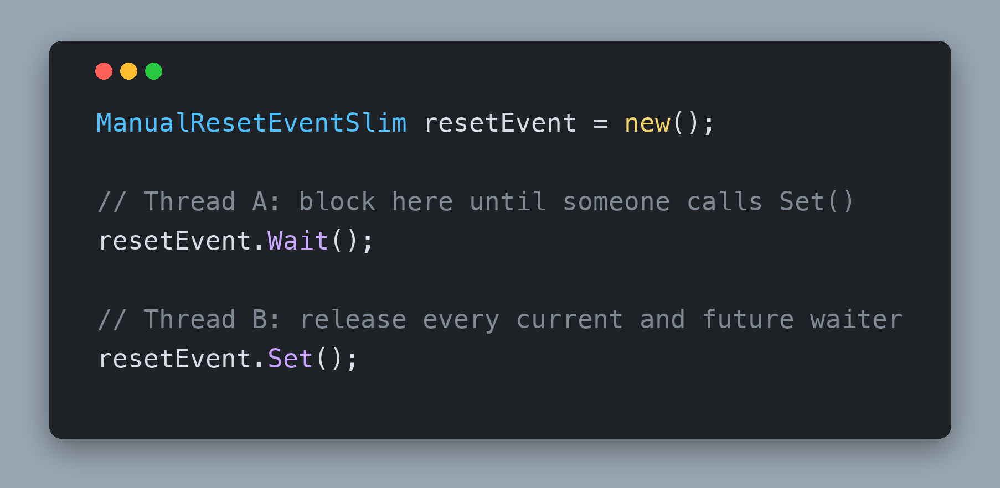 ManualResetEventSlim resetEvent = new();
// Thread A: block here until someone calls Set()
resetEvent.Wait();
// Thread B: release every current and future waiter
resetEvent.Set();